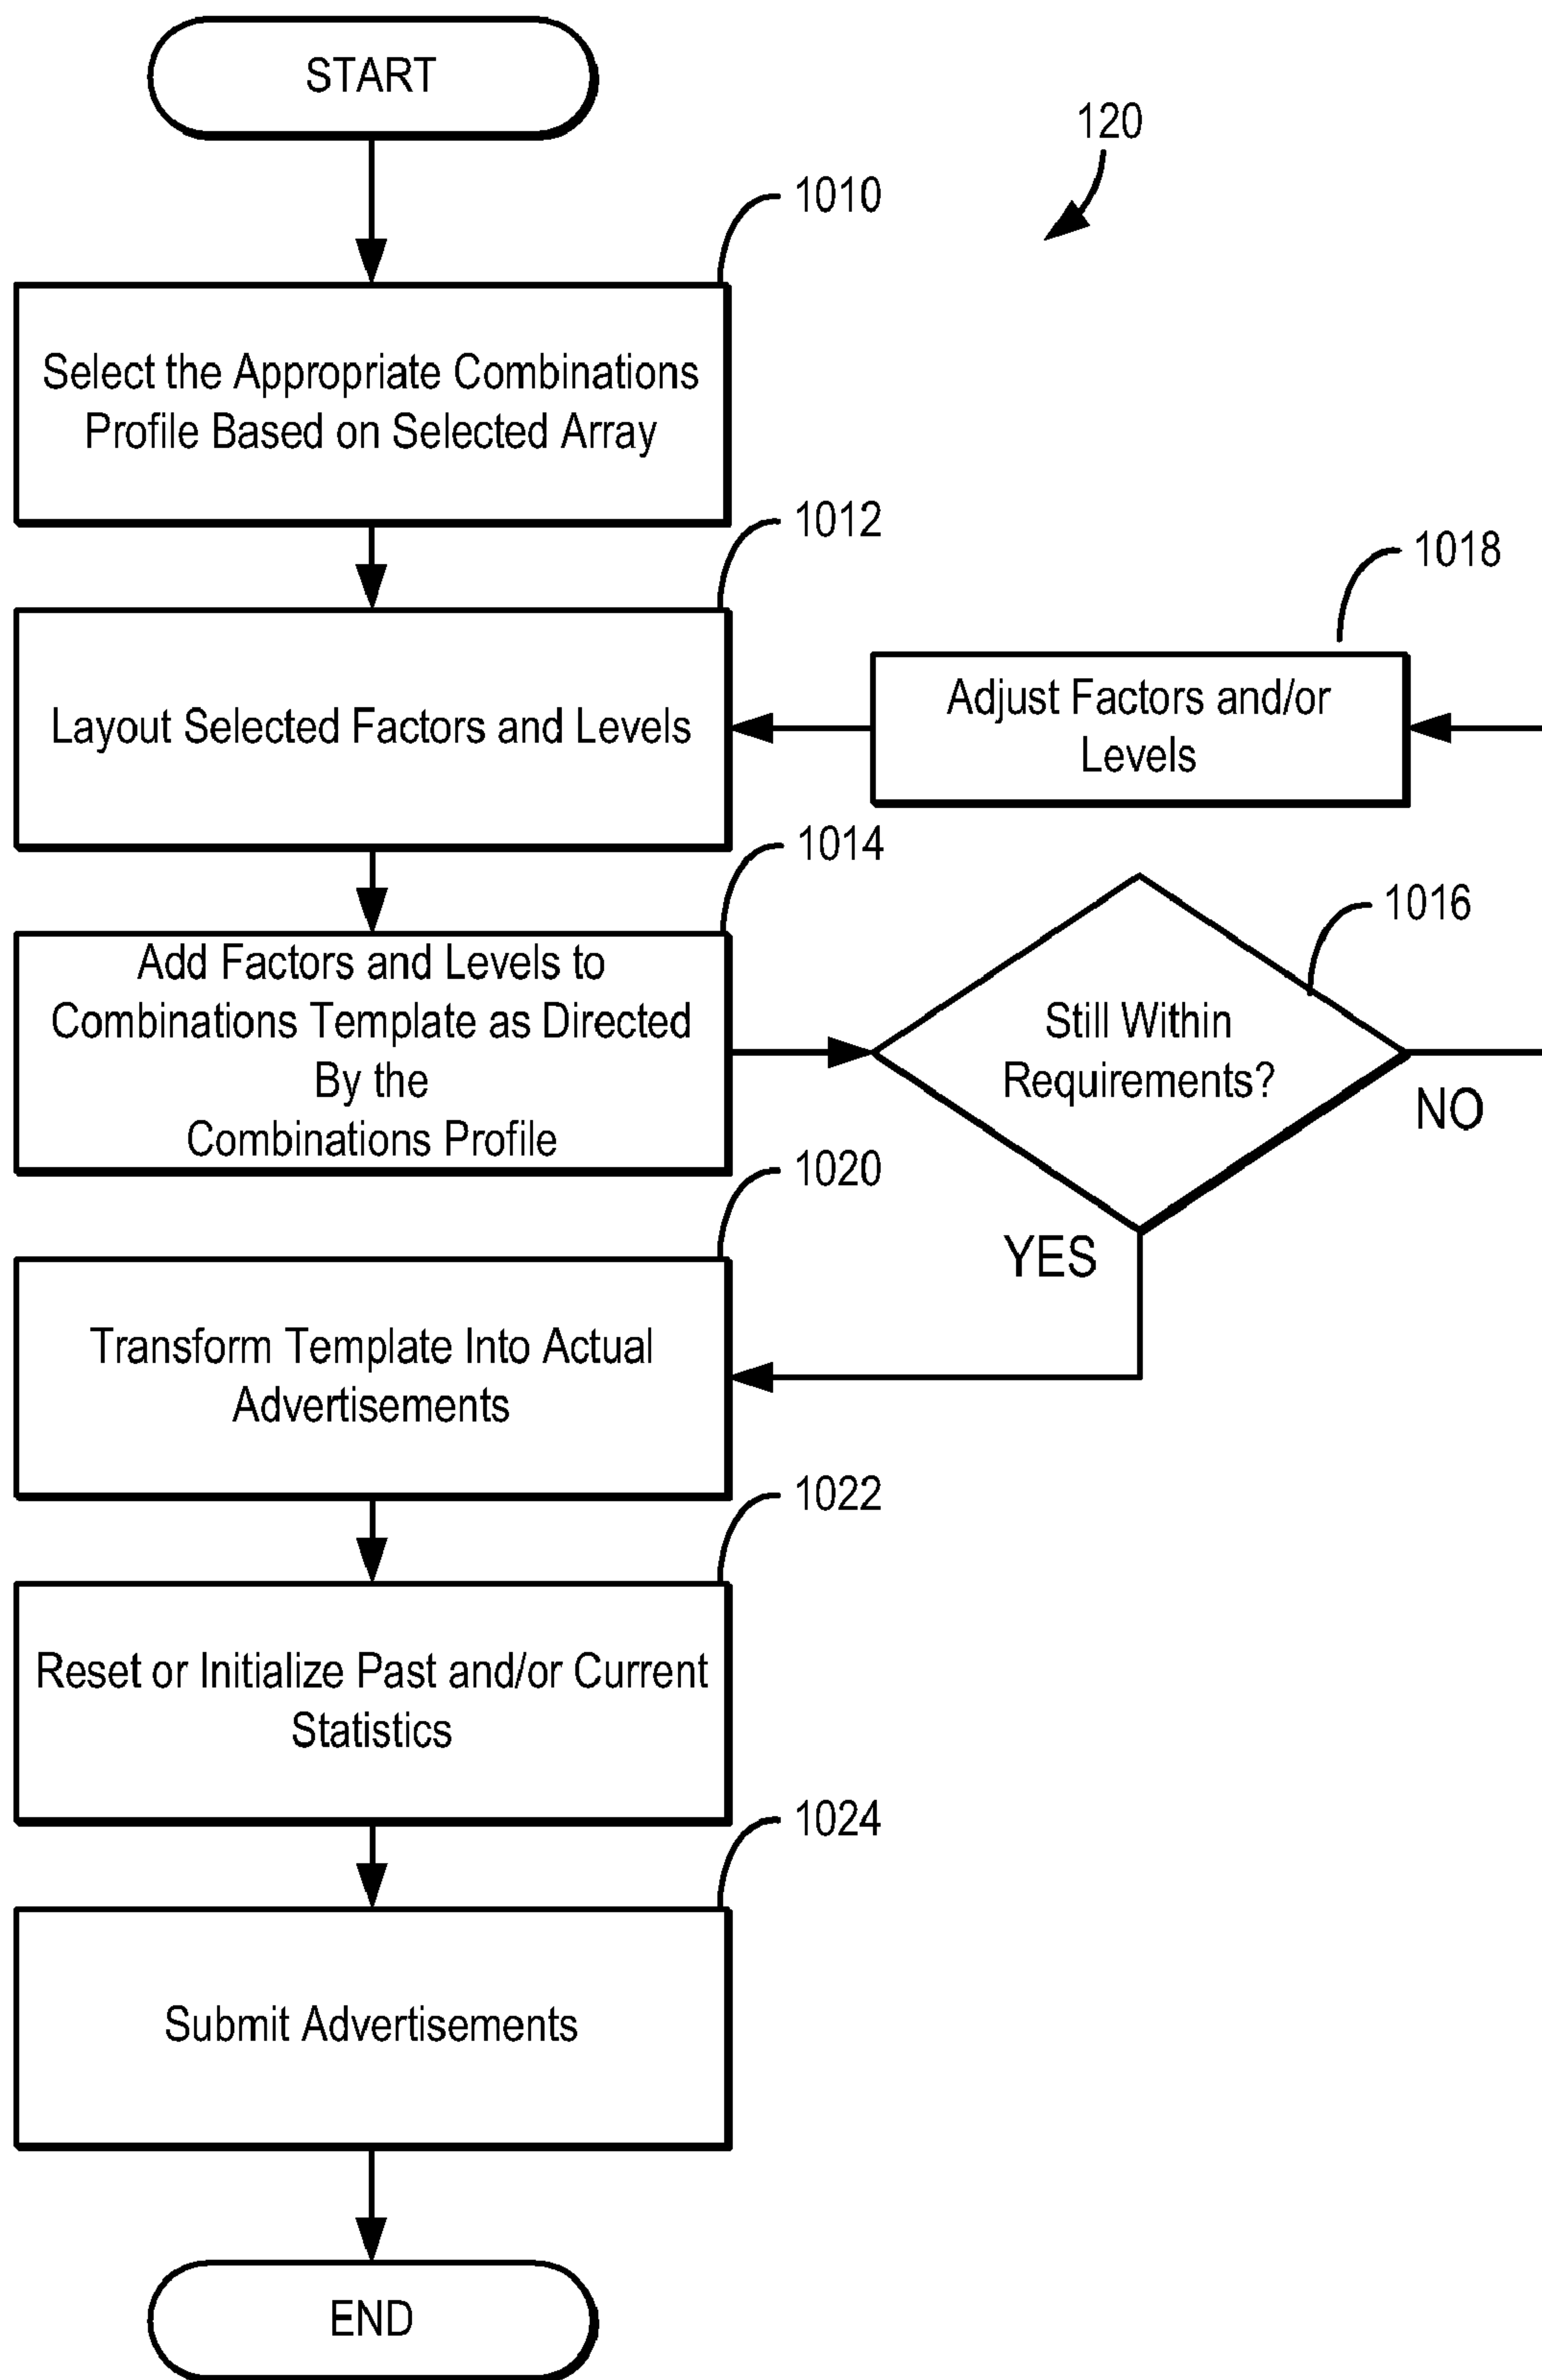 START
120
1010
Select the Appropriate Combinations
Profile Based on Selected Array
1012
1018
Layout Selected Factors and Levels
Adjust Factors and/or
Levels
1014
1016
Add Factors and Levels to
Combinations Template as Directed
By the
Combinations Profile
Still Within
Requirements?
NO
1020
YES
Transform Template Into Actual
Advertisements
1022
Reset or Initialize Past and/or Current
Statistics
1024
Submit Advertisements
END